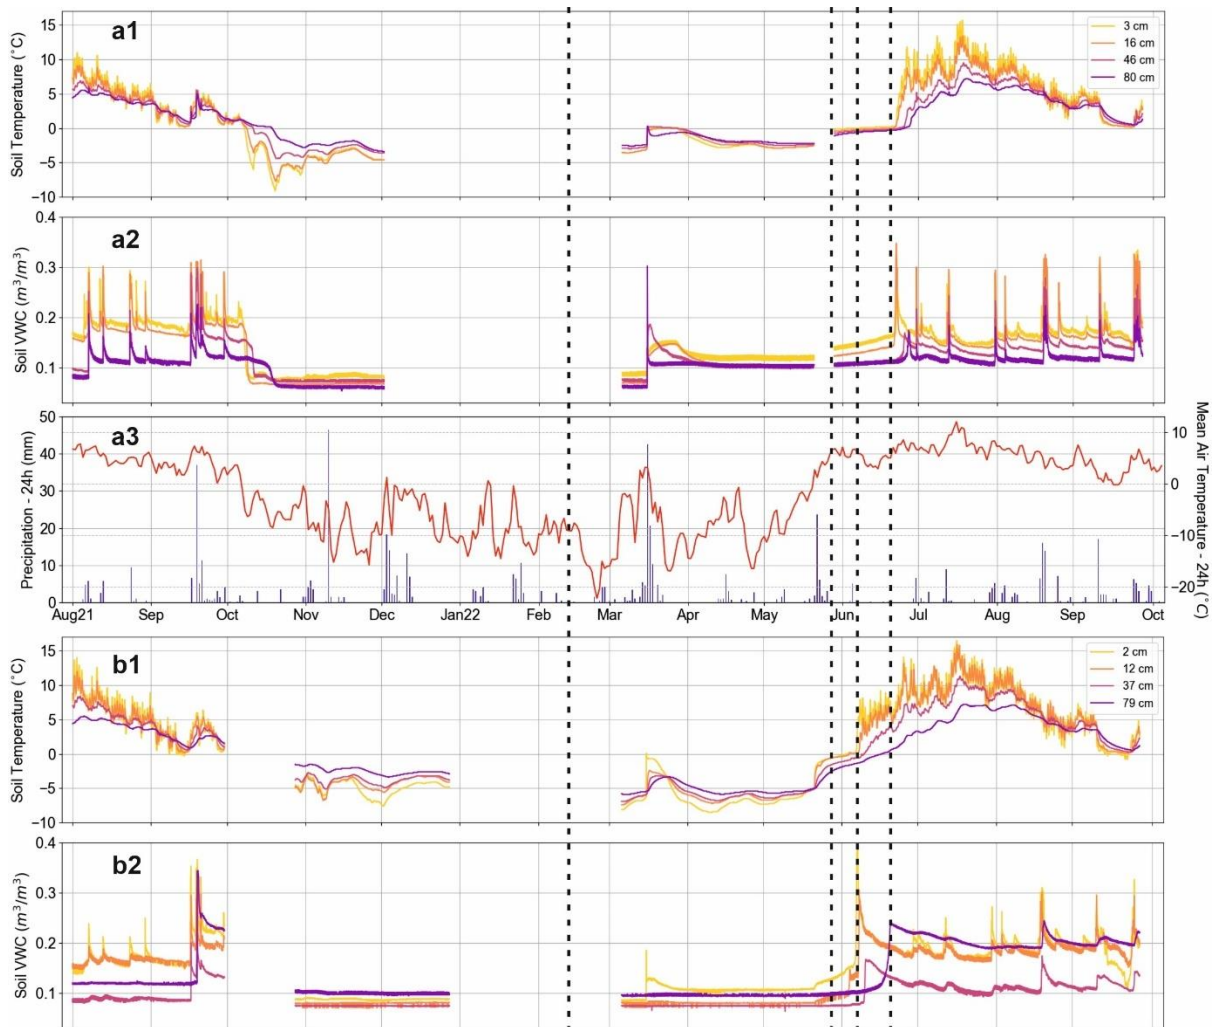 a1
Soil Temperature (°C)
15
10
5
0
−5
−10
3 cm
16 cm
46 cm
80 cm
a2
Soil VWC (m³/m³)
0.4
0.3
0.2
0.1
a3
Precipitation - 24h (mm)
50
40
30
20
10
0
Mean Air Temperature - 24h (°C)
10
0
−10
−20
Aug21 Sep Oct Nov Dec Jan22 Feb Mar Apr May Jun Jul Aug Sep Oct
b1
Soil Temperature (°C)
15
10
5
0
−5
−10
2 cm
12 cm
37 cm
79 cm
b2
Soil VWC (m³/m³)
0.4
0.3
0.2
0.1